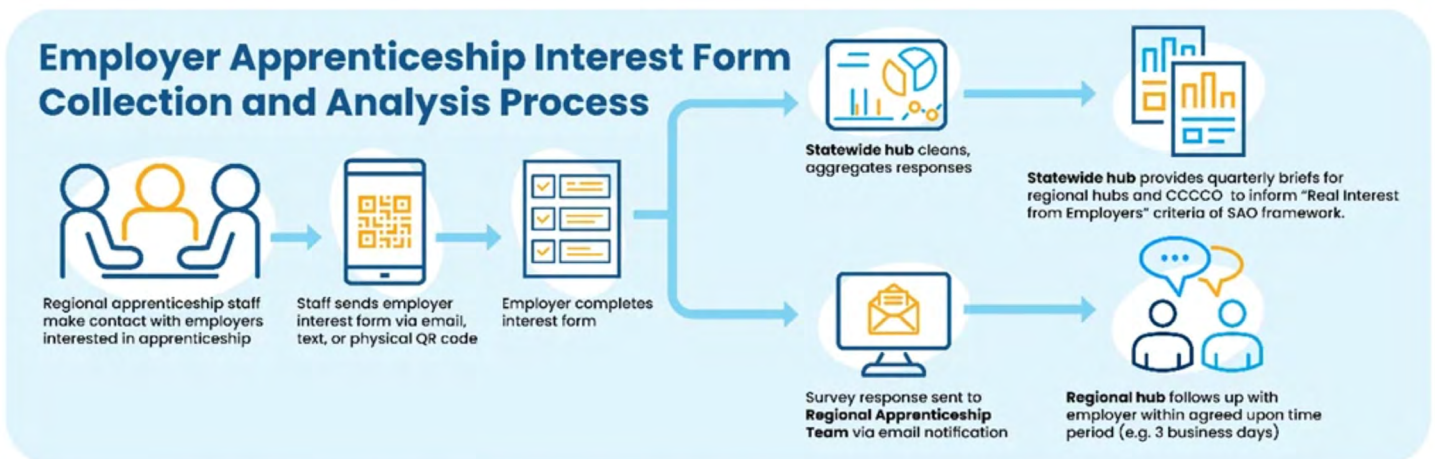 Employer Apprenticeship Interest Form
Collection and Analysis Process
Regional apprenticeship staff
make contact with employers
interested in apprenticeship
Staff sends employer
interest form via email,
text, or physical QR code
Employer completes
interest form
Statewide hub cleans,
aggregates responses
Statewide hub provides quarterly briefs for
regional hubs and CCCCO to inform “Real Interest
from Employers” criteria of SAO framework.
Survey response sent to
Regional Apprenticeship
Team via email notification
Regional hub follows up with
employer within agreed upon time
period (e.g. 3 business days)